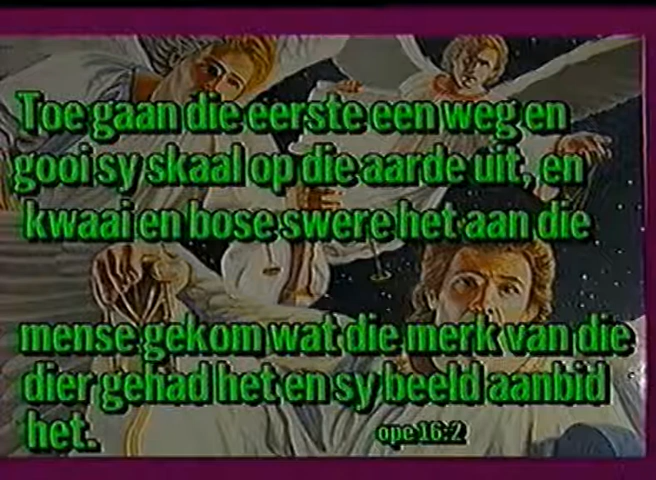 Toe gaan die eerste een weg en
gooi sy skaal op die aarde uit, en
kwaai en bose swere het aan die
mense gekom wat die merk van die
dier gehad het en sy beeld aanbid
het.
ope 16:2